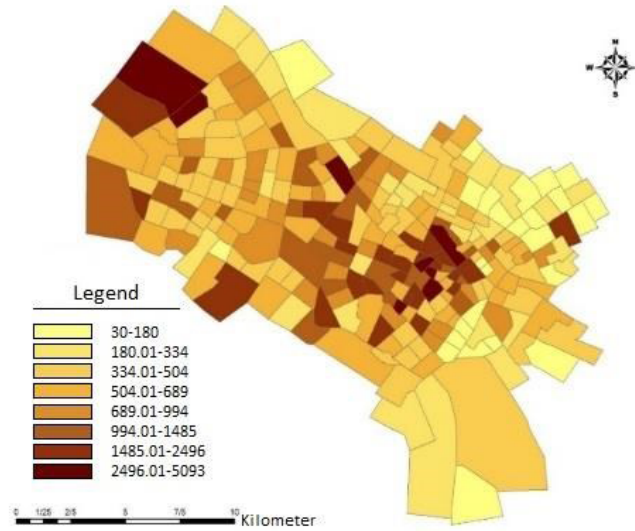 N
W E
S
Legend
30-180
180.01-334
334.01-504
504.01-689
689.01-994
994.01-1485
1485.01-2496
2496.01-5093
0 1/25 2/5 5 7/5 10 Kilometer